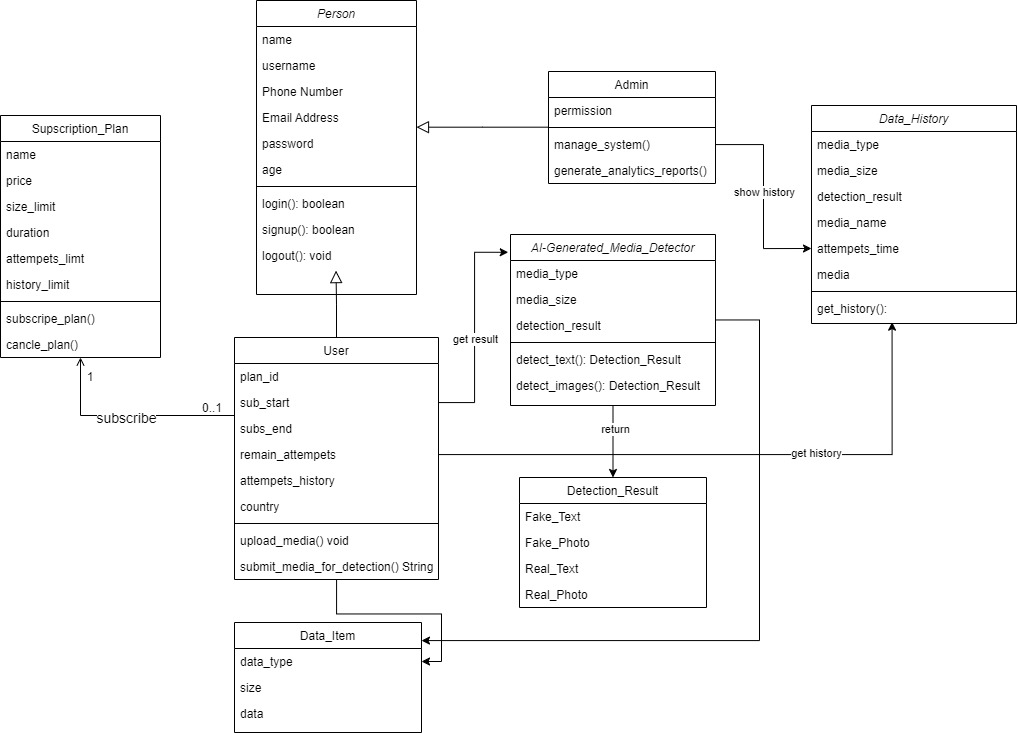 Person
name
username
Phone Number
Email Address
password
age
login(): boolean
signup(): boolean
logout(): void
Admin
permission
manage_system()
generate_analytics_reports()
Data_History
media_type
media_size
detection_result
media_name
attempets_time
media
get_history():
show history
Supscription_Plan
name
price
size_limit
duration
attempets_limt
history_limit
subscripe_plan()
cancle_plan()
1
subscribe
0..1
AI-Generated_Media_Detector
media_type
media_size
detection_result
detect_text(): Detection_Result
detect_images(): Detection_Result
get result
return
get history
User
plan_id
sub_start
subs_end
remain_attempets
attempets_history
country
upload_media() void
submit_media_for_detection() String
Detection_Result
Fake_Text
Fake_Photo
Real_Text
Real_Photo
Data_Item
data_type
size
data